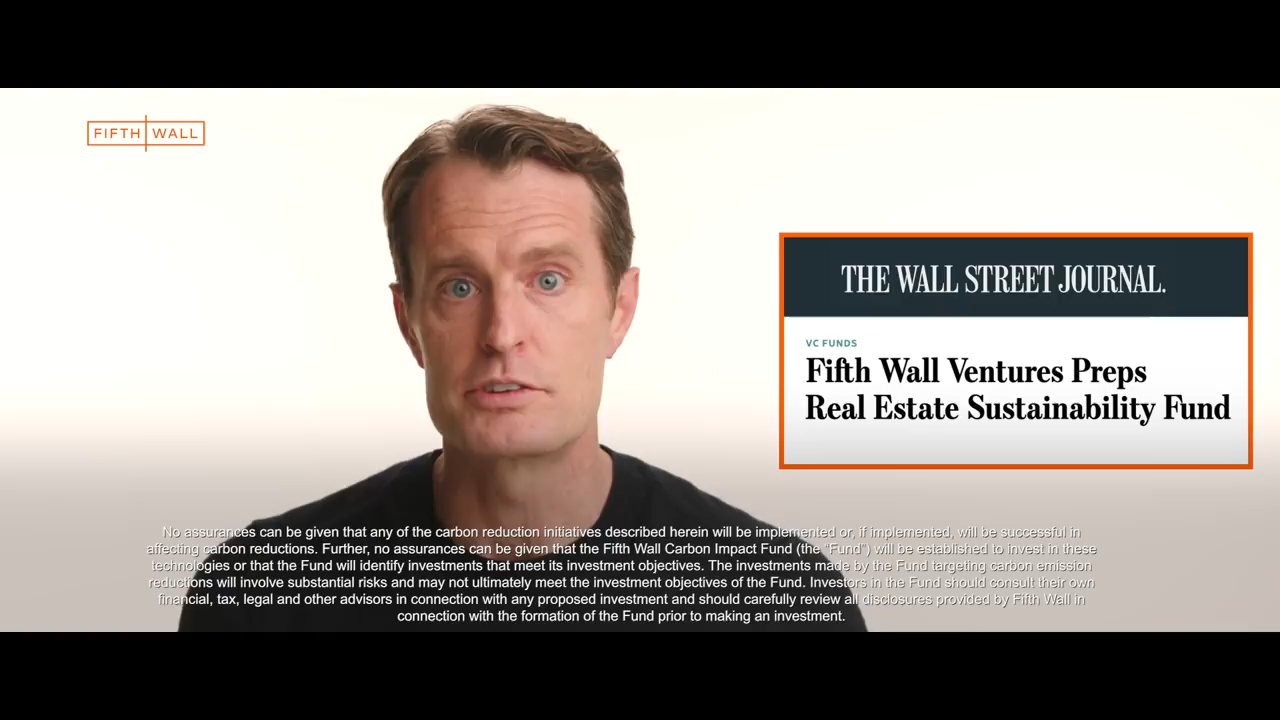 FIFTH WALL
THE WALL STREET JOURNAL.
VC FUNDS
Fifth Wall Ventures Preps
Real Estate Sustainability Fund
No assurances can be given that any of the carbon reduction initiatives described herein will be implemented or, if implemented, will be successful in
affecting carbon reductions. Further, no assurances can be given that the Fifth Wall Carbon Impact Fund (the "Fund") will be established to invest in these
technologies or that the Fund will identify investments that meet its investment objectives. The investments made by the Fund targeting carbon emission
reductions will involve substantial risks and may not ultimately meet the investment objectives of the Fund. Investors in the Fund should consult their own
financial, tax, legal and other advisors in connection with any proposed investment and should carefully review all disclosures provided by Fifth Wall in
connection with the formation of the Fund prior to making an investment.